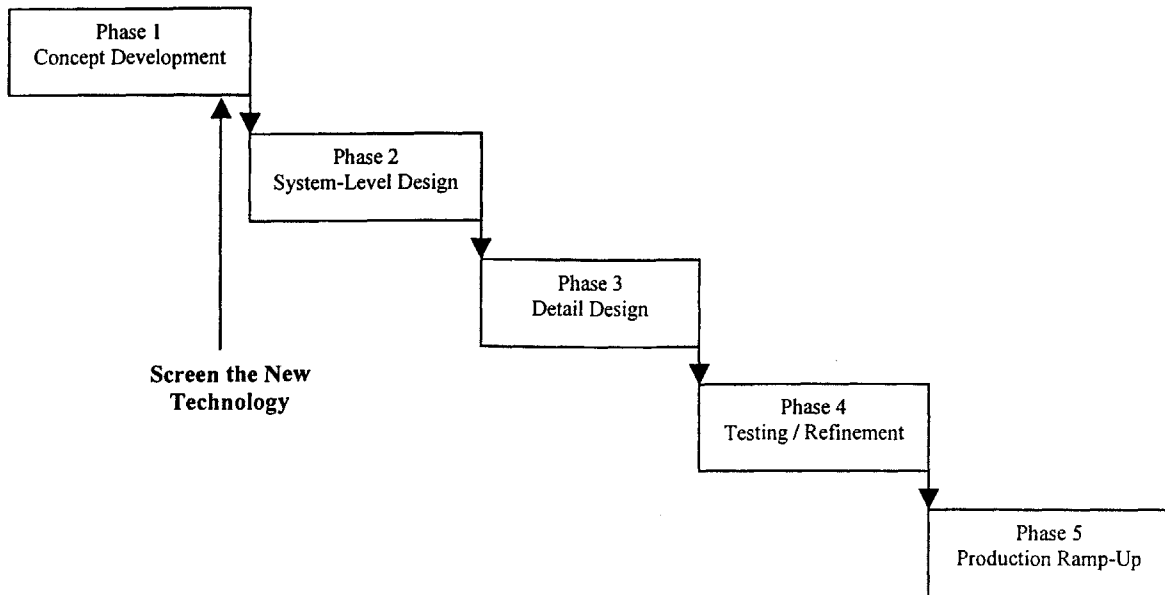 Phase 1
Concept Development
Phase 2
System-Level Design
Phase 3
Detail Design
Screen the New
Technology
Phase 4
Testing / Refinement
Phase 5
Production Ramp-Up